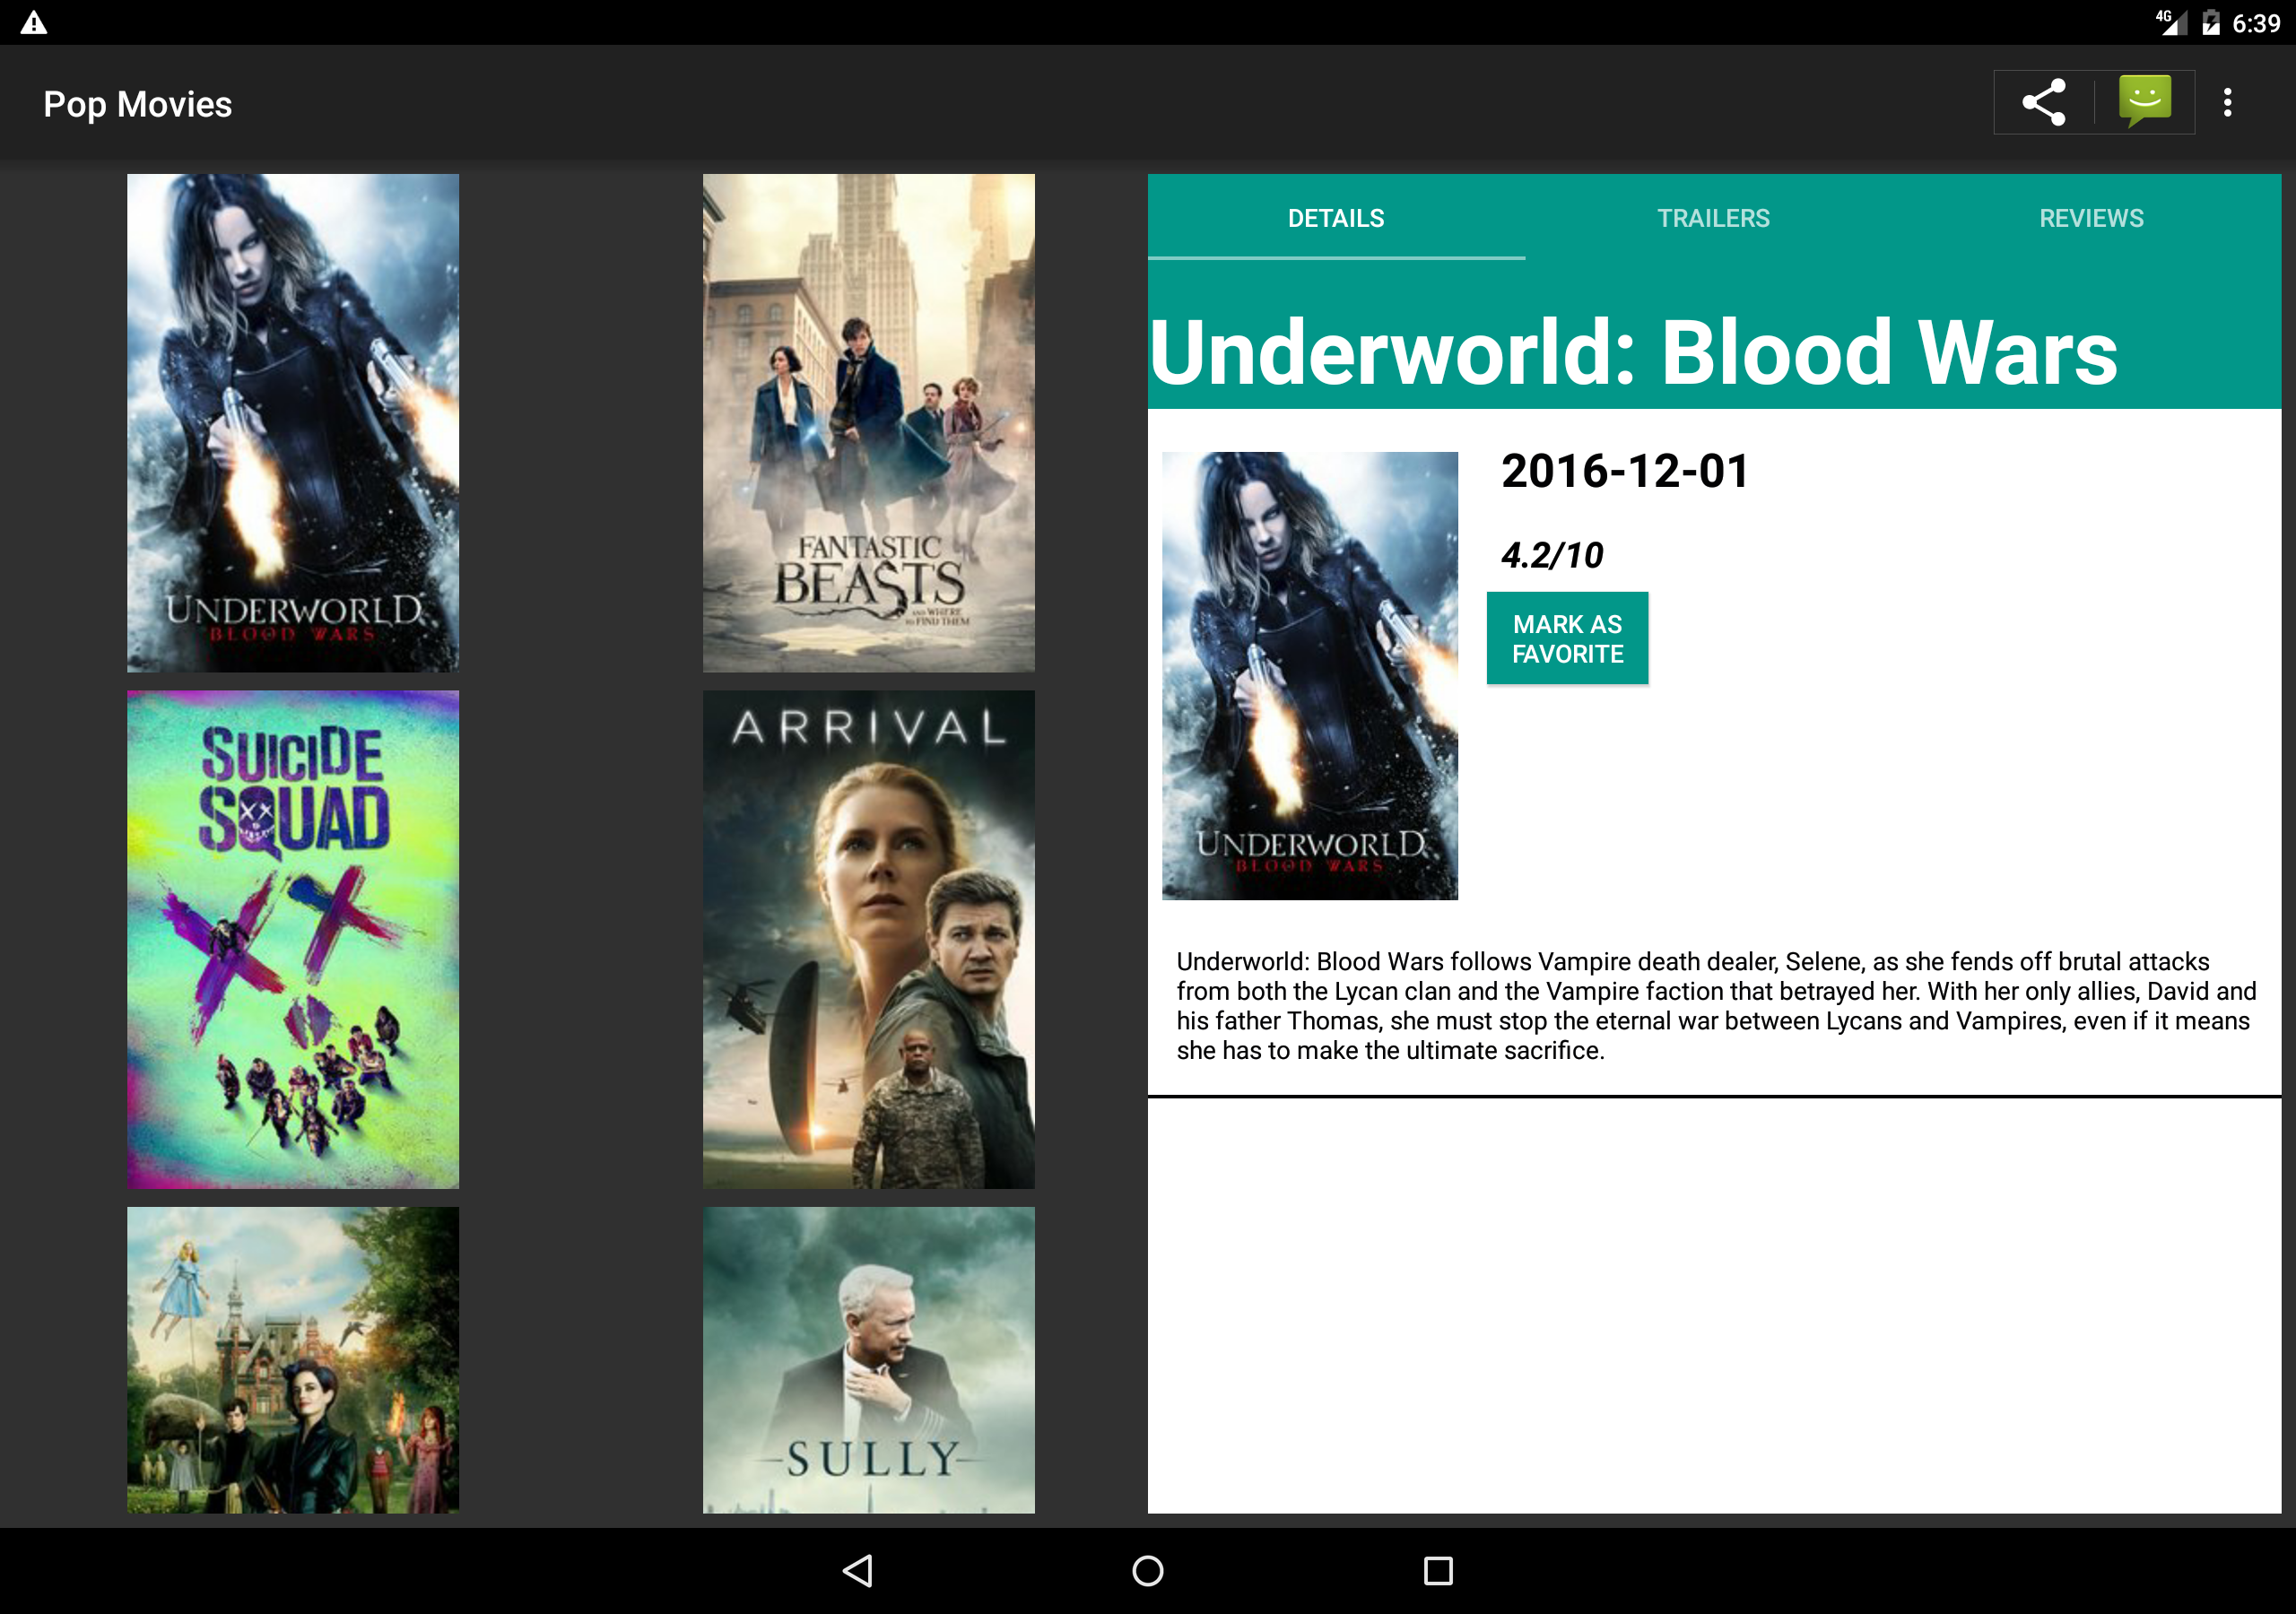 4G 6:39
Pop Movies
UNDERWORLD
BLOOD WARS
FANTASTIC
BEASTS
AND WHERE
TO FIND THEM
SUICIDE
SQUAD
ARRIVAL
SULLY
DETAILS TRAILERS REVIEWS
Underworld: Blood Wars
UNDERWORLD
BLOOD WARS
2016-12-01
4.2/10
MARK AS
FAVORITE
Underworld: Blood Wars follows Vampire death dealer, Selene, as she fends off brutal attacks
from both the Lycan clan and the Vampire faction that betrayed her. With her only allies, David and
his father Thomas, she must stop the eternal war between Lycans and Vampires, even if it means
she has to make the ultimate sacrifice.